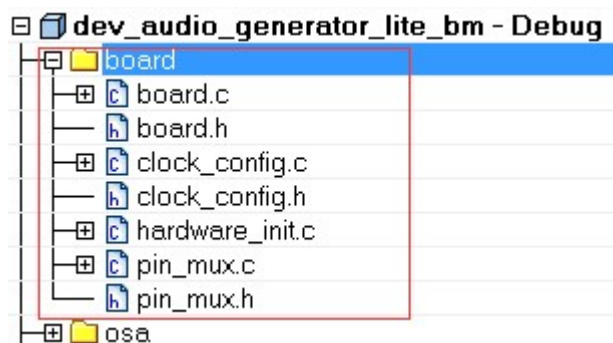 dev_audio_generator_lite_bm - Debug
board
c board.c
h board.h
c clock_config.c
h clock_config.h
c hardware_init.c
c pin_mux.c
h pin_mux.h
osa